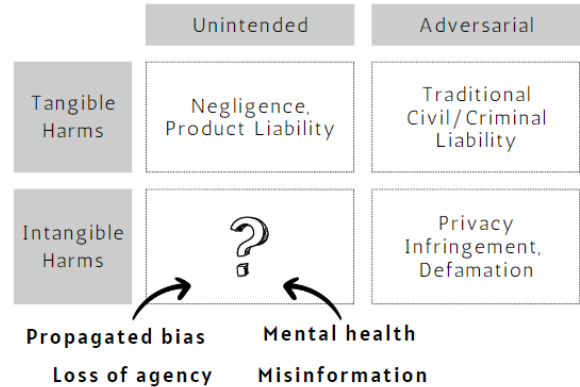 Unintended
Adversarial
Tangible
Harms
Negligence,
Product Liability
Traditional
Civil/Criminal
Liability
Intangible
Harms
?
Privacy
Infringement,
Defamation
Propagated bias
Mental health
Loss of agency
Misinformation